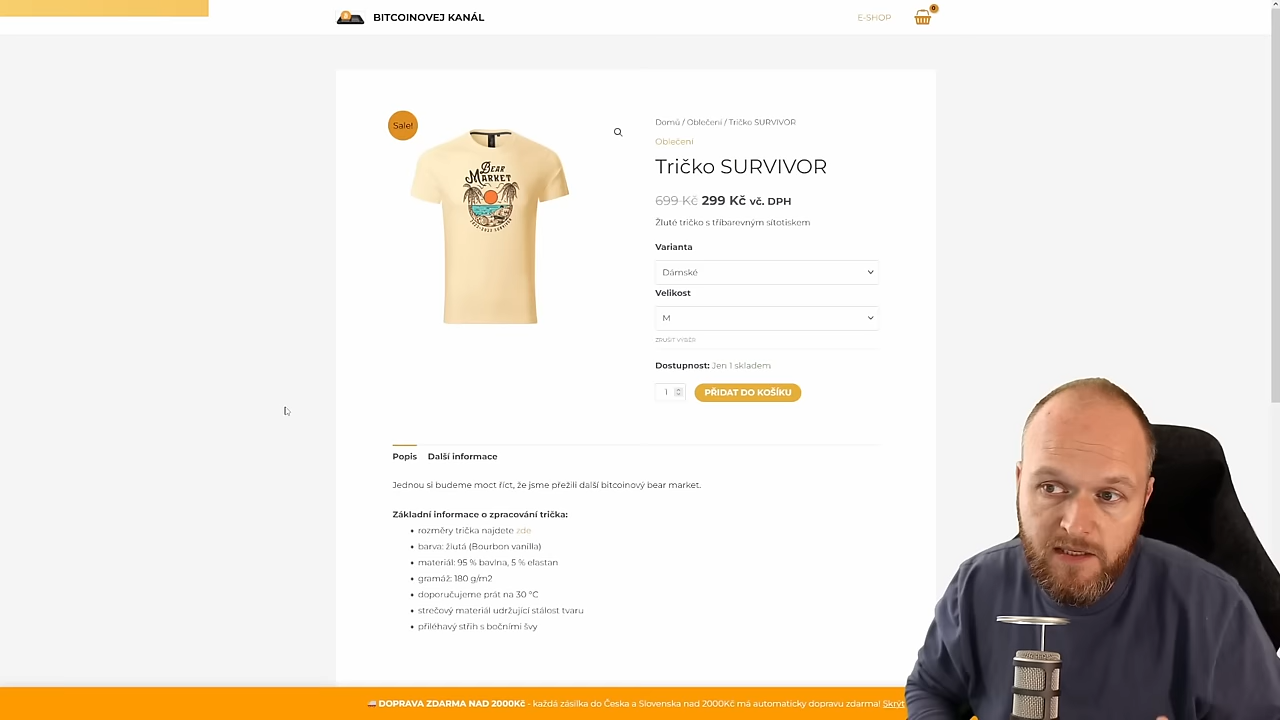 BITCOINOVEJ KANÁL
E-SHOP
0
Sale!
BEAR
MARKET
Domů / Oblečení / Tričko SURVIVOR
Oblečení
Tričko SURVIVOR
699 Kč 299 Kč vč. DPH
Žluté tričko s tříbarevným sítotiskem
Varianta
Dámské
Velikost
M
ZRUŠIT VÝBĚR
Dostupnost: Jen 1 skladem
1
PŘIDAT DO KOŠÍKU
Popis
Další informace
Jednou si budeme moct říct, že jsme přežili další bitcoinový bear market.
Základní informace o zpracování trička:
• rozměry trička najdete zde
• barva: žlutá (Bourbon vanilla)
• materiál: 95 % bavlna, 5 % elastan
• gramáž: 180 g/m2
• doporučujeme prát na 30 °C
• strečový materiál udržující stálost tvaru
• přiléhavý střih s bočními švy
DOPRAVA ZDARMA NAD 2000Kč - každá zásilka do Česka a Slovenska nad 2000Kč má automaticky dopravu zdarma! Skrýt